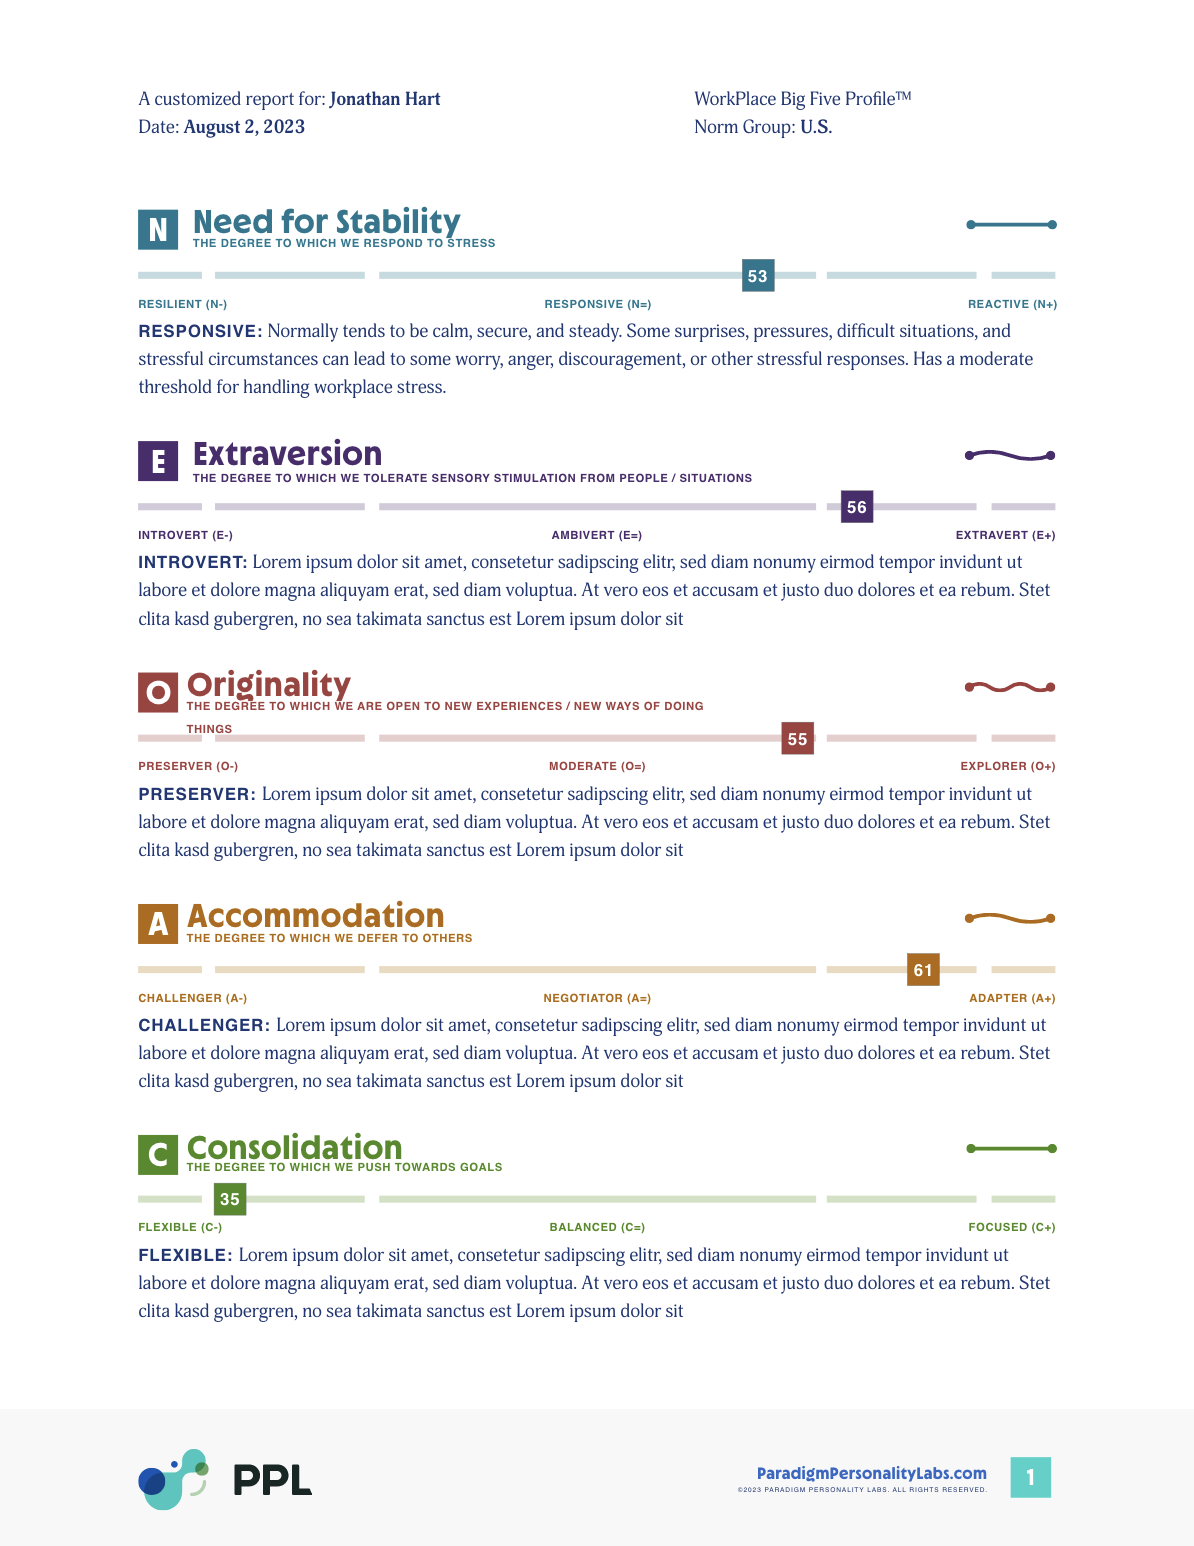 A customized report for: Jonathan Hart
Date: August 2, 2023
WorkPlace Big Five Profile™
Norm Group: U.S.
N
Need for Stability
THE DEGREE TO WHICH WE RESPOND TO STRESS
53
RESILIENT (N-) RESPONSIVE (N=) REACTIVE (N+)
RESPONSIVE: Normally tends to be calm, secure, and steady. Some surprises, pressures, difficult situations, and
stressful circumstances can lead to some worry, anger, discouragement, or other stressful responses. Has a moderate
threshold for handling workplace stress.
E
Extraversion
THE DEGREE TO WHICH WE TOLERATE SENSORY STIMULATION FROM PEOPLE / SITUATIONS
56
INTROVERT (E-) AMBIVERT (E=) EXTRAVERT (E+)
INTROVERT: Lorem ipsum dolor sit amet, consetetur sadipscing elitr, sed diam nonumy eirmod tempor invidunt ut
labore et dolore magna aliquyam erat, sed diam voluptua. At vero eos et accusam et justo duo dolores et ea rebum. Stet
clita kasd gubergren, no sea takimata sanctus est Lorem ipsum dolor sit
O
Originality
THE DEGREE TO WHICH WE ARE OPEN TO NEW EXPERIENCES / NEW WAYS OF DOING
THINGS
55
PRESERVER (O-) MODERATE (O=) EXPLORER (O+)
PRESERVER: Lorem ipsum dolor sit amet, consetetur sadipscing elitr, sed diam nonumy eirmod tempor invidunt ut
labore et dolore magna aliquyam erat, sed diam voluptua. At vero eos et accusam et justo duo dolores et ea rebum. Stet
clita kasd gubergren, no sea takimata sanctus est Lorem ipsum dolor sit
A
Accommodation
THE DEGREE TO WHICH WE DEFER TO OTHERS
61
CHALLENGER (A-) NEGOTIATOR (A=) ADAPTER (A+)
CHALLENGER: Lorem ipsum dolor sit amet, consetetur sadipscing elitr, sed diam nonumy eirmod tempor invidunt ut
labore et dolore magna aliquyam erat, sed diam voluptua. At vero eos et accusam et justo duo dolores et ea rebum. Stet
clita kasd gubergren, no sea takimata sanctus est Lorem ipsum dolor sit
C
Consolidation
THE DEGREE TO WHICH WE PUSH TOWARDS GOALS
35
FLEXIBLE (C-) BALANCED (C=) FOCUSED (C+)
FLEXIBLE: Lorem ipsum dolor sit amet, consetetur sadipscing elitr, sed diam nonumy eirmod tempor invidunt ut
labore et dolore magna aliquyam erat, sed diam voluptua. At vero eos et accusam et justo duo dolores et ea rebum. Stet
clita kasd gubergren, no sea takimata sanctus est Lorem ipsum dolor sit
PPL
ParadigmPersonalityLabs.com
©2023 PARADIGM PERSONALITY LABS. ALL RIGHTS RESERVED.
1